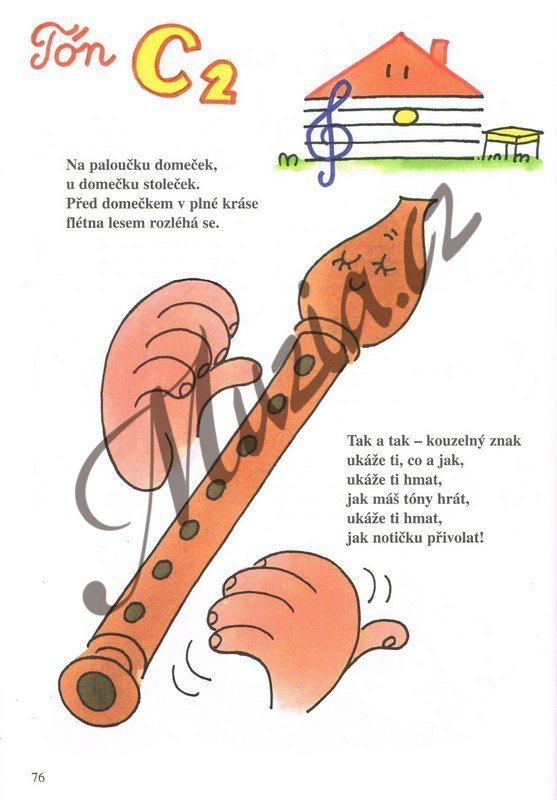 Tón C2
Na paloučku domeček,
u domečku stoleček.
Před domečkem v plné kráse
flétna lesem rozléhá se.
Muzia.cz
Tak a tak – kouzelný znak
ukáže ti, co a jak,
ukáže ti hmat,
jak máš tóny hrát,
ukáže ti hmat,
jak notičku přivolat!
76